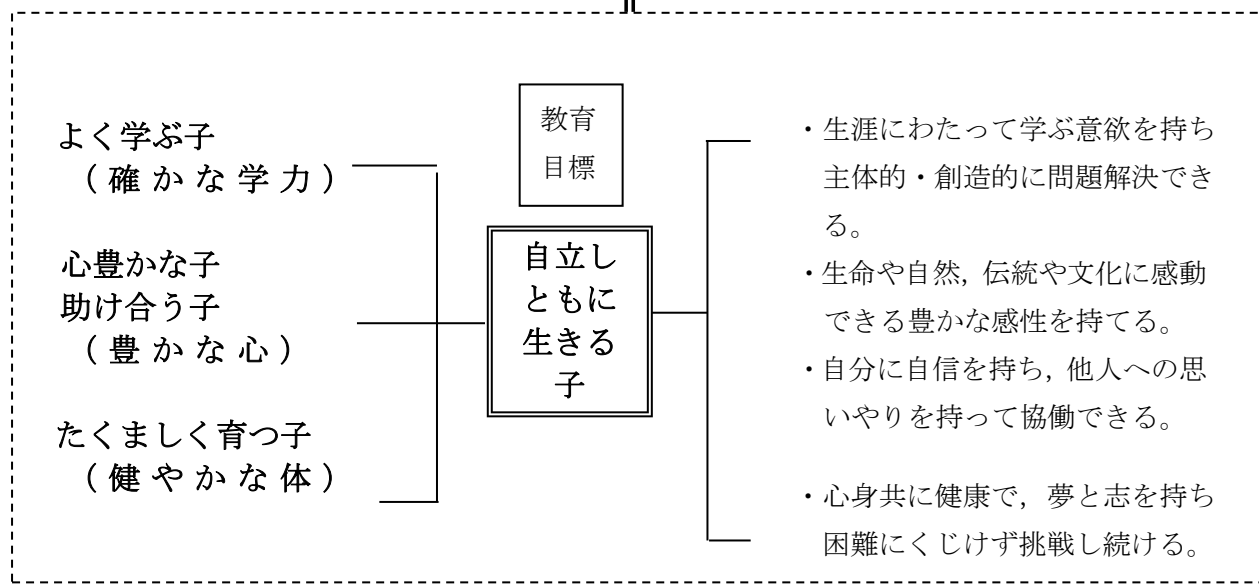 よく学ぶ子
（確かな学力）
心豊かな子
助け合う子
（豊かな心）
たくましく育つ子
（健やかな体）
教育
目標
自立し
ともに
生きる
子
・生涯にわたって学ぶ意欲を持ち
主体的・創造的に問題解決でき
る。
・生命や自然，伝統や文化に感動
できる豊かな感性を持てる。
・自分に自信を持ち，他人への思
いやりを持って協働できる。
・心身共に健康で，夢と志を持ち
困難にくじけず挑戦し続ける。